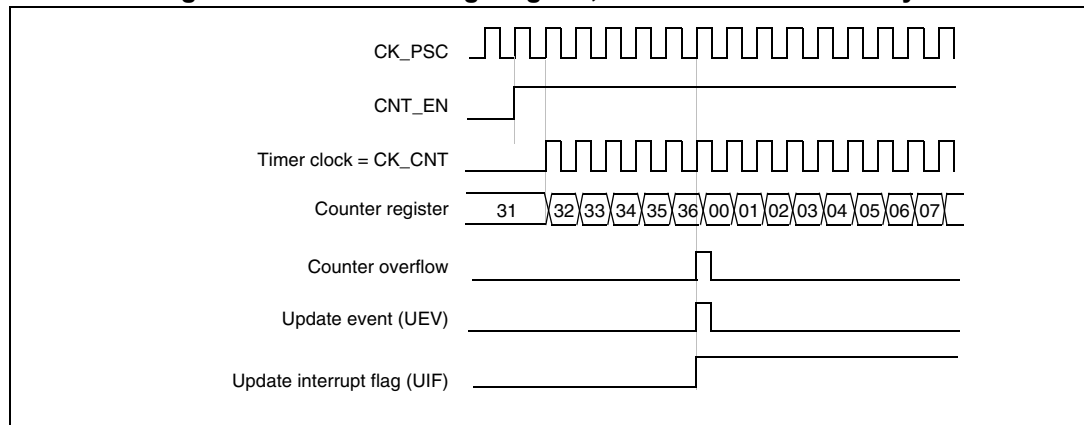 CK_PSC
CNT_EN
Timer clock = CK_CNT
Counter register 31 32 33 34 35 36 00 01 02 03 04 05 06 07
Counter overflow
Update event (UEV)
Update interrupt flag (UIF)